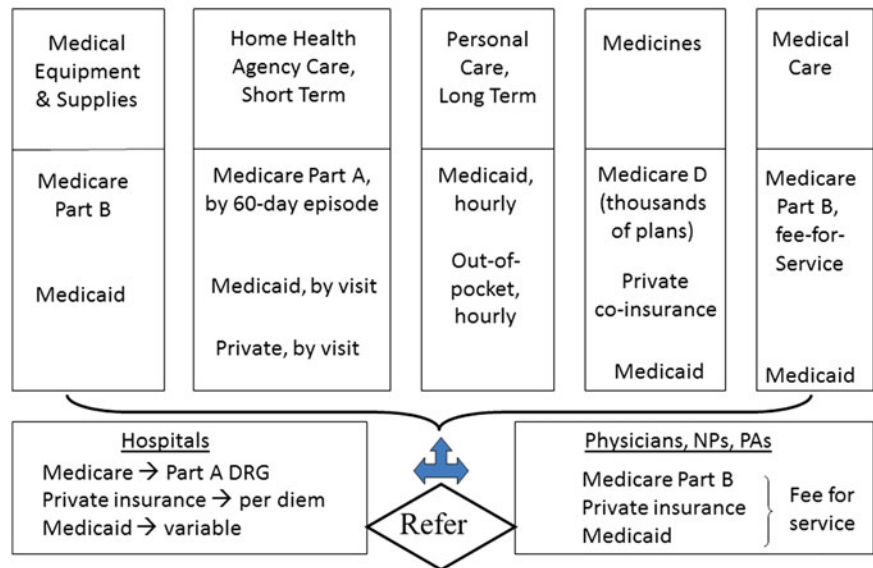 Medical
Equipment
& Supplies
Medicare
Part B
Medicaid
Home Health
Agency Care,
Short Term
Medicare Part A,
by 60-day episode
Medicaid, by visit
Private, by visit
Personal
Care,
Long Term
Medicaid,
hourly
Out-of-
pocket,
hourly
Medicines
Medicare D
(thousands
of plans)
Private
co-insurance
Medicaid
Medical
Care
Medicare
Part B,
fee-for-
Service
Medicaid
Hospitals
Medicare → Part A DRG
Private insurance → per diem
Medicaid → variable
Refer
Physicians, NPs, PAs
Medicare Part B
Private insurance
Medicaid
Fee for
service